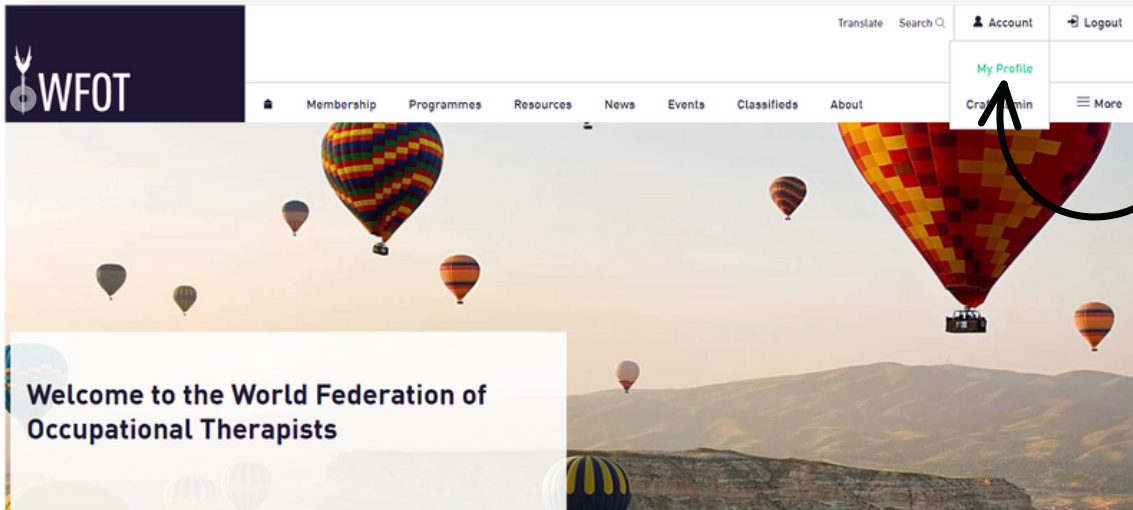 Translate Search Account Logout
My Profile
WFOT
Membership Programmes Resources News Events Classifieds About More
Welcome to the World Federation of
Occupational Therapists